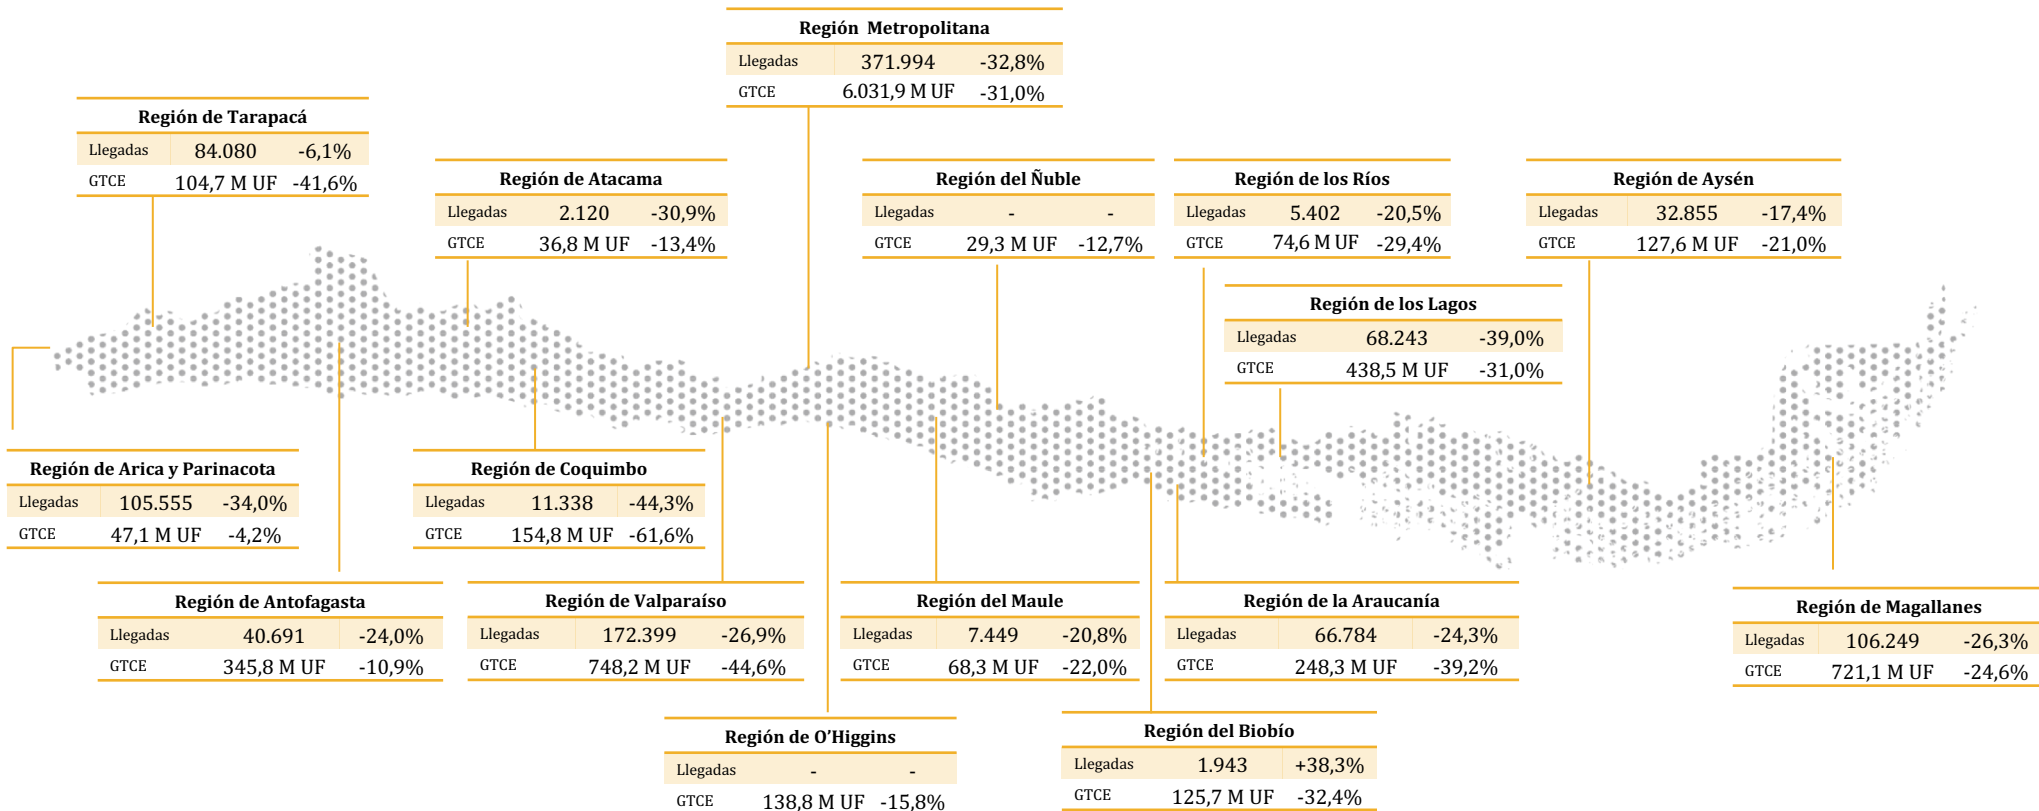 Región  Metropolitana
Llegadas 371.994 -32,8%
GTCE 6.031,9 M UF -31,0%
Región de Tarapacá
Llegadas 84.080 -6,1%
GTCE 104,7 M UF -41,6%
Región de Atacama
Llegadas 2.120 -30,9%
GTCE 36,8 M UF -13,4%
Región del Ñuble
Llegadas - -
GTCE 29,3 M UF -12,7%
Región de los Ríos
Llegadas 5.402 -20,5%
GTCE 74,6 M UF -29,4%
Región de Aysén
Llegadas 32.855 -17,4%
GTCE 127,6 M UF -21,0%
Región de los Lagos
Llegadas 68.243 -39,0%
GTCE 438,5 M UF -31,0%
Región de Arica y Parinacota
Llegadas 105.555 -34,0%
GTCE 47,1 M UF -4,2%
Región de Coquimbo
Llegadas 11.338 -44,3%
GTCE 154,8 M UF -61,6%
Región de Antofagasta
Llegadas 40.691 -24,0%
GTCE 345,8 M UF -10,9%
Región de Valparaíso
Llegadas 172.399 -26,9%
GTCE 748,2 M UF -44,6%
Región del Maule
Llegadas 7.449 -20,8%
GTCE 68,3 M UF -22,0%
Región de la Araucanía
Llegadas 66.784 -24,3%
GTCE 248,3 M UF -39,2%
Región de Magallanes
Llegadas 106.249 -26,3%
GTCE 721,1 M UF -24,6%
Región de O’Higgins
Llegadas - -
GTCE 138,8 M UF -15,8%
Región del Biobío
Llegadas 1.943 +38,3%
GTCE 125,7 M UF -32,4%